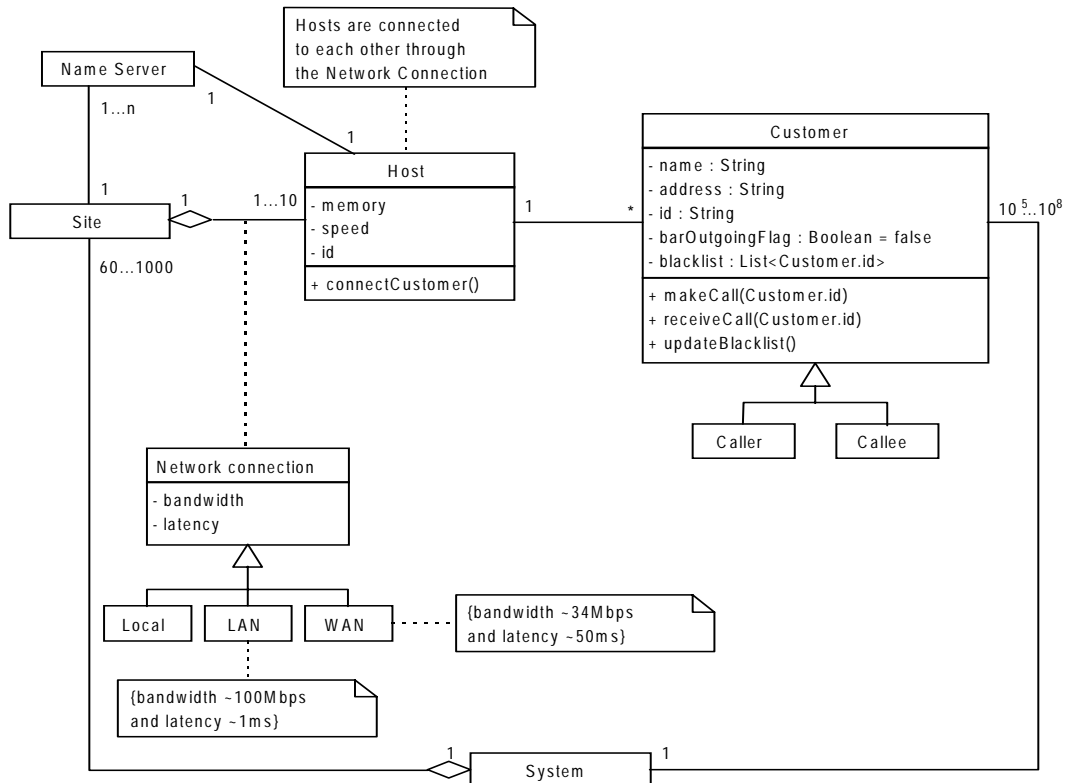 Hosts are connected
to each other through
the Network Connection
Name Server
1
1...n
1
1
1
Site
60...1000
1...10
Host
- memory
- speed
- id
+ connectCustomer()
1
*
Customer
- name : String
- address : String
- id : String
- barOutgoingFlag : Boolean = false
- blacklist : List<Customer.id>
+ makeCall(Customer.id)
+ receiveCall(Customer.id)
+ updateBlacklist()
10^5...10^8
Caller
Callee
Network connection
- bandwidth
- latency
Local
LAN
WAN
{bandwidth ~34Mbps
and latency ~50ms}
{bandwidth ~100Mbps
and latency ~1ms}
1
System
1